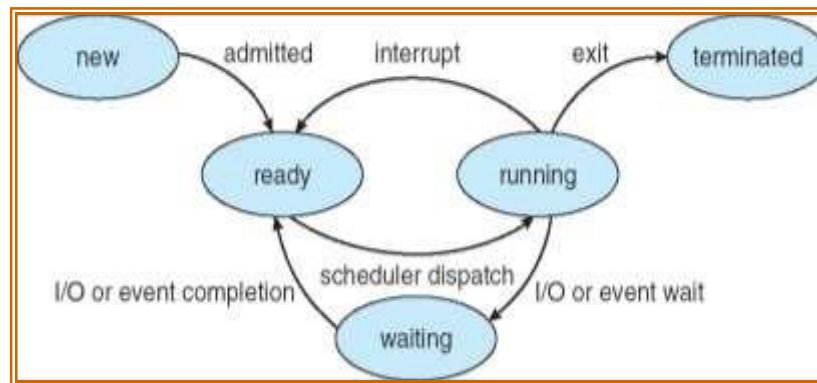 new
admitted
interrupt
exit
terminated
ready
running
scheduler dispatch
I/O or event completion
I/O or event wait
waiting